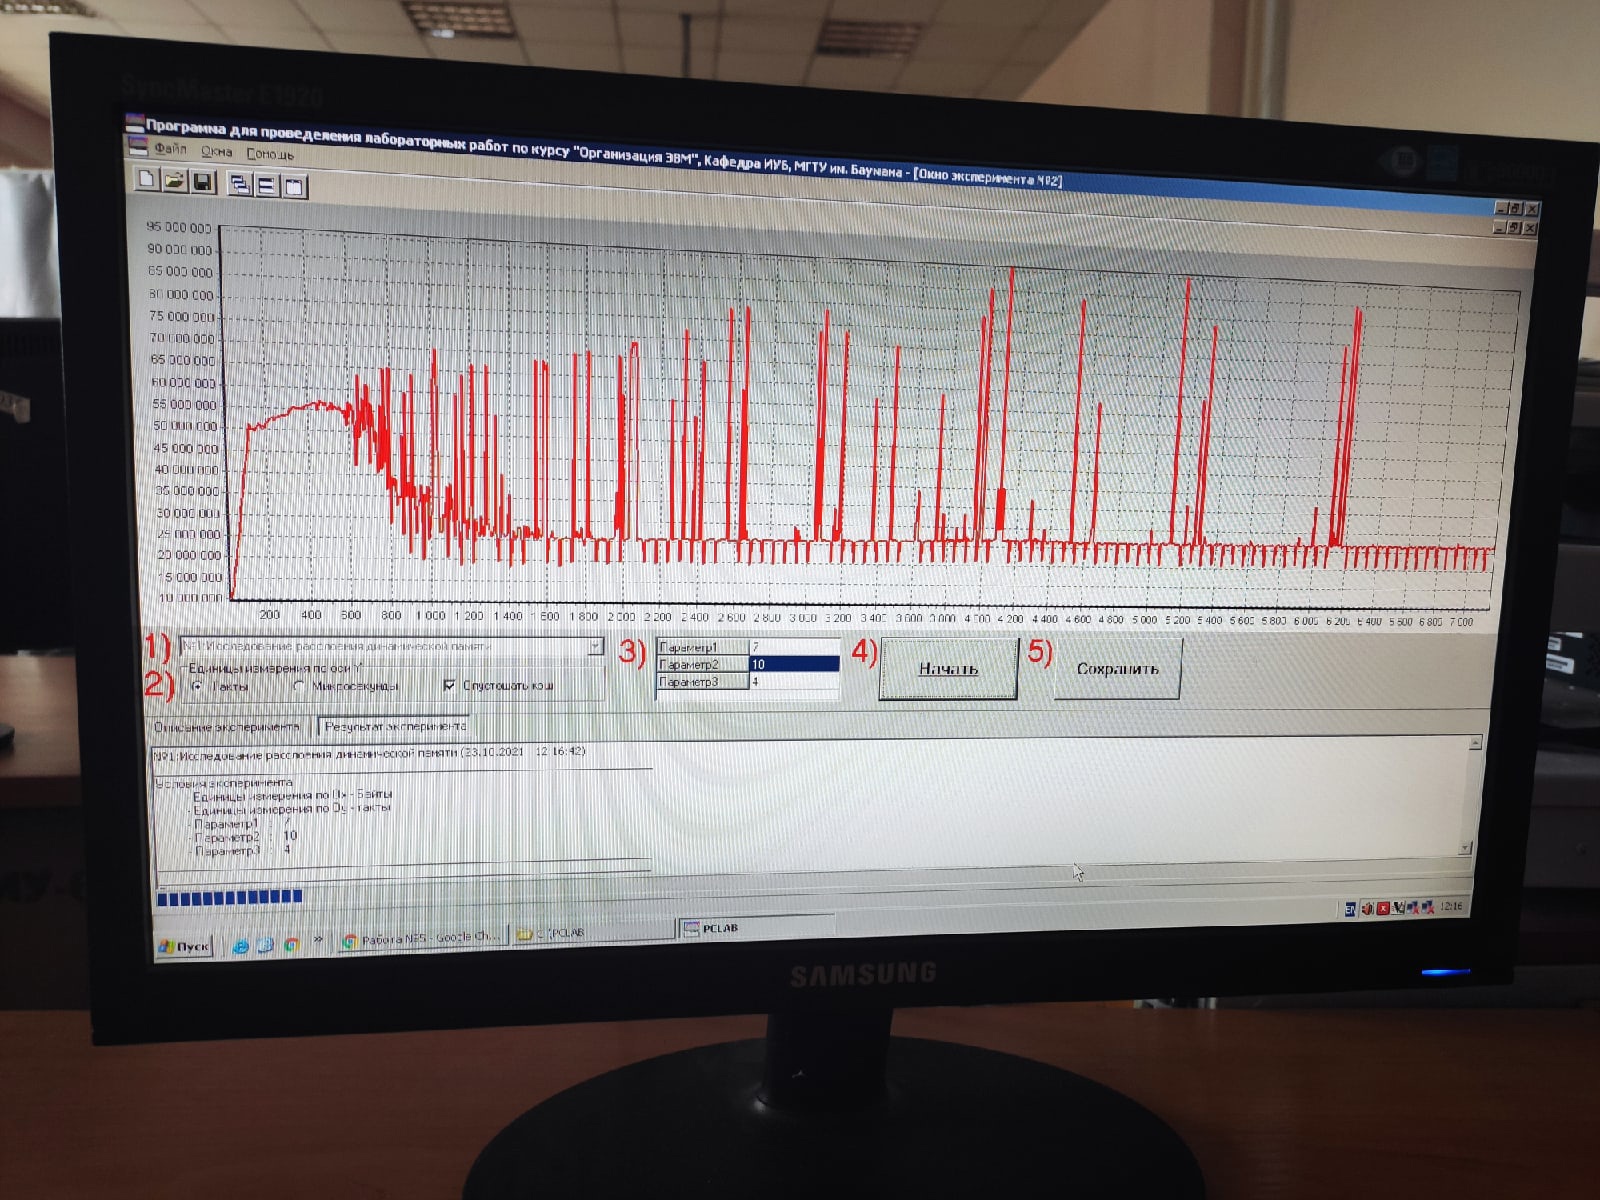 SyncMaster E1920
Программа для проведеления лабораторных работ по курсу "Организация ЭВМ", Кафедра ИУ6, МГТУ им. Баумана - [Окно эксперимента №2]
Файл Окна Помощь
95 000 000
90 000 000
85 000 000
80 000 000
75 000 000
70 000 000
65 000 000
60 000 000
55 000 000
50 000 000
45 000 000
40 000 000
35 000 000
30 000 000
25 000 000
20 000 000
15 000 000
10 000 000
200 400 600 800 1 000 1 200 1 400 1 600 1 800 2 000 2 200 2 400 2 600 2 800 3 000 3 200 3 400 3 600 3 800 4 000 4 200 4 400 4 600 4 800 5 000 5 200 5 600 5 800 6 000 6 200 6 400 6 600 6 800 7 000
1) №1:Исследование расслоения динамической памяти
2) Единицы измерения по оси Y
Такты Микросекунды Опустошать кэш
3) Параметр1 7
Параметр2 10
Параметр3 4
4) Начать
5) Сохранить
Описание эксперимента Результат эксперимента
№1:Исследование расслоения динамической памяти (23.10.2021 12:16:42)
Условия эксперимента
- Единицы измерения по Ox - Байты
- Единицы измерения по Oy - такты
- Параметр1 : 7
- Параметр2 : 10
- Параметр3 : 4
Пуск » Работа №5 - Google Ch... C:\PCLAB PCLAB EN 12:16
SAMSUNG